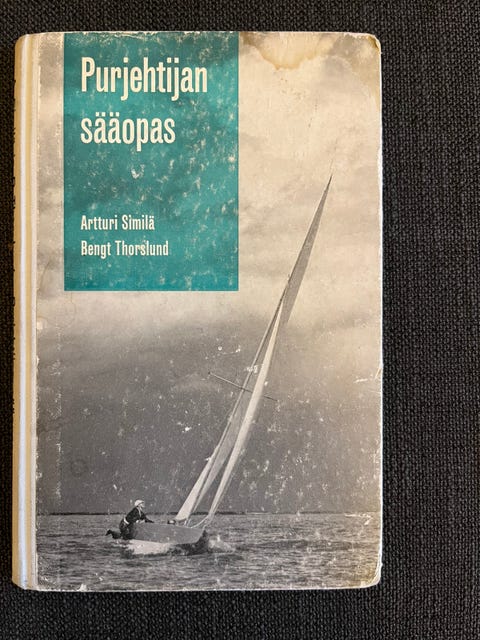 Purjehtijan
sääopas
Artturi Similä
Bengt Thorslund